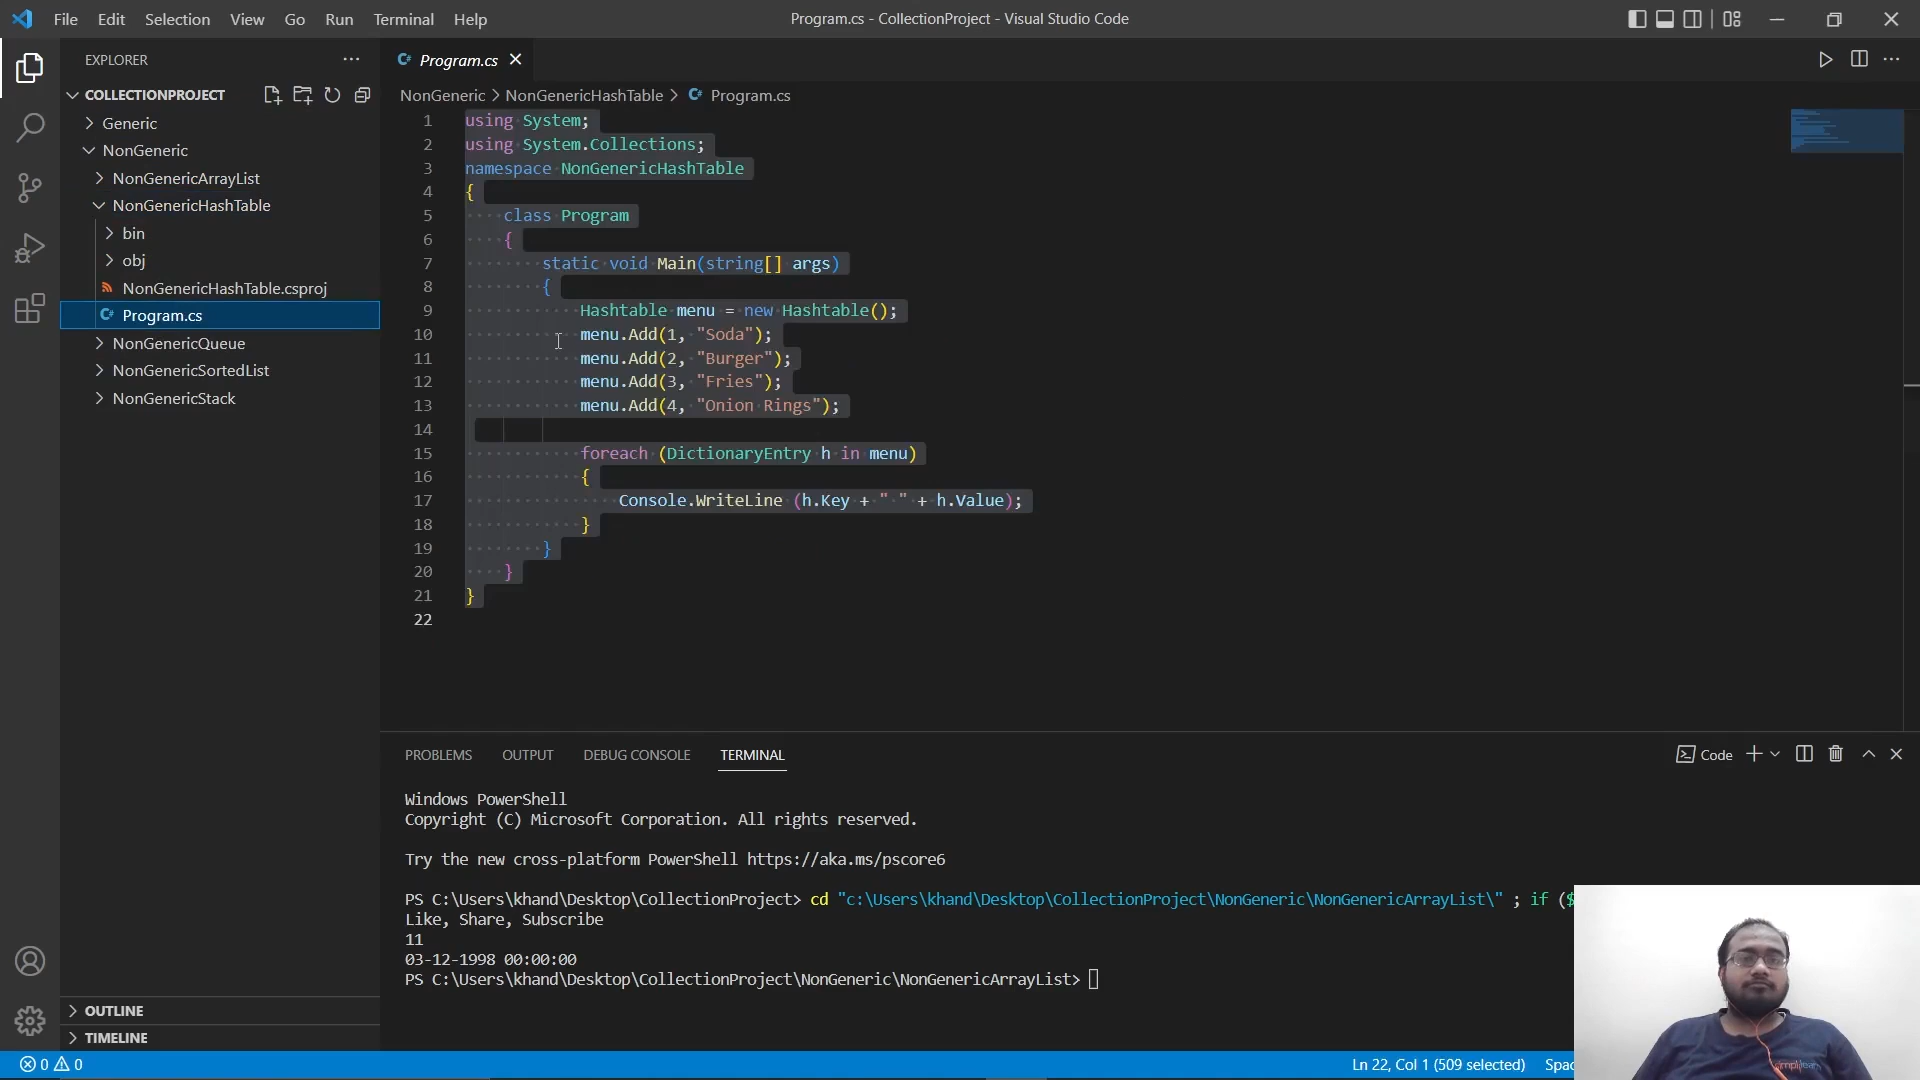 File Edit Selection View Go Run Terminal Help
Program.cs - CollectionProject - Visual Studio Code
EXPLORER
COLLECTIONPROJECT
Generic
NonGeneric
NonGenericArrayList
NonGenericHashTable
bin
obj
NonGenericHashTable.csproj
C# Program.cs
NonGenericQueue
NonGenericSortedList
NonGenericStack
OUTLINE
TIMELINE
C# Program.cs
NonGeneric > NonGenericHashTable > C# Program.cs
1 using System;
2 using System.Collections;
3 namespace NonGenericHashTable
4 {
5 class Program
6 {
7 static void Main(string[] args)
8 {
9 Hashtable menu = new Hashtable();
10 menu.Add(1, "Soda");
11 menu.Add(2, "Burger");
12 menu.Add(3, "Fries");
13 menu.Add(4, "Onion Rings");
14
15 foreach (DictionaryEntry h in menu)
16 {
17 Console.WriteLine (h.Key + " " + h.Value);
18 }
19 }
20 }
21 }
22
PROBLEMS OUTPUT DEBUG CONSOLE TERMINAL
Code
Windows PowerShell
Copyright (C) Microsoft Corporation. All rights reserved.
Try the new cross-platform PowerShell https://aka.ms/pscore6
PS C:\Users\khand\Desktop\CollectionProject> cd "c:\Users\khand\Desktop\CollectionProject\NonGeneric\NonGenericArrayList\" ; if ($
Like, Share, Subscribe
11
03-12-1998 00:00:00
PS C:\Users\khand\Desktop\CollectionProject\NonGeneric\NonGenericArrayList>
0 0
Ln 22, Col 1 (509 selected)